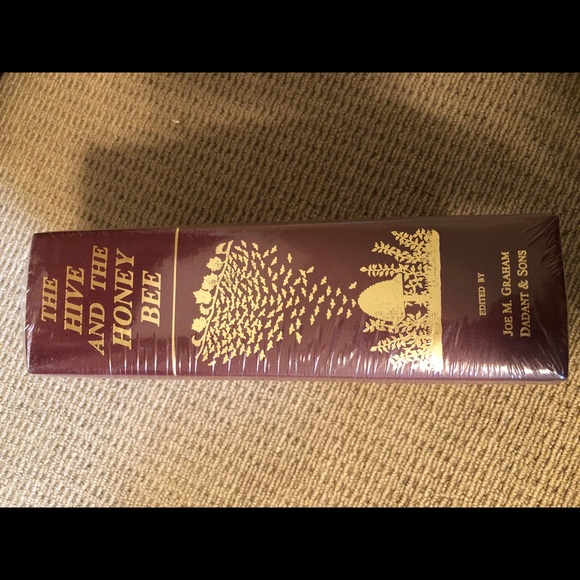 THE
HIVE
AND THE
HONEY
BEE
EDITED BY
JOE M. GRAHAM
DADANT & SONS